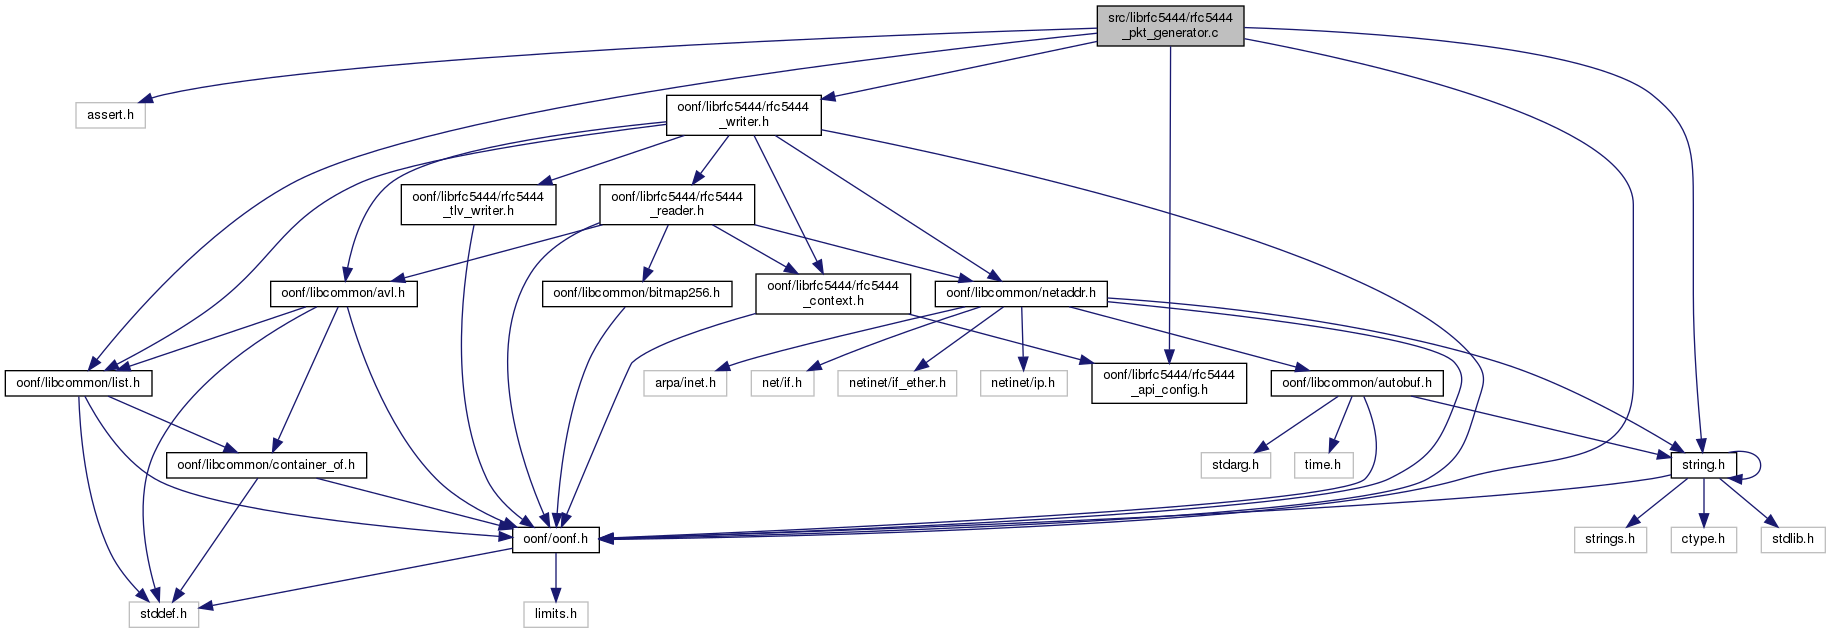 src/librfc5444/rfc5444
_pkt_generator.c
assert.h
oonf/librfc5444/rfc5444
_writer.h
oonf/librfc5444/rfc5444
_tlv_writer.h
oonf/librfc5444/rfc5444
_reader.h
oonf/libcommon/avl.h
oonf/libcommon/bitmap256.h
oonf/librfc5444/rfc5444
_context.h
oonf/libcommon/netaddr.h
oonf/libcommon/list.h
arpa/inet.h
net/if.h
netinet/if_ether.h
netinet/ip.h
oonf/librfc5444/rfc5444
_api_config.h
oonf/libcommon/autobuf.h
oonf/libcommon/container_of.h
stdarg.h
time.h
string.h
oonf/oonf.h
strings.h
ctype.h
stdlib.h
stddef.h
limits.h